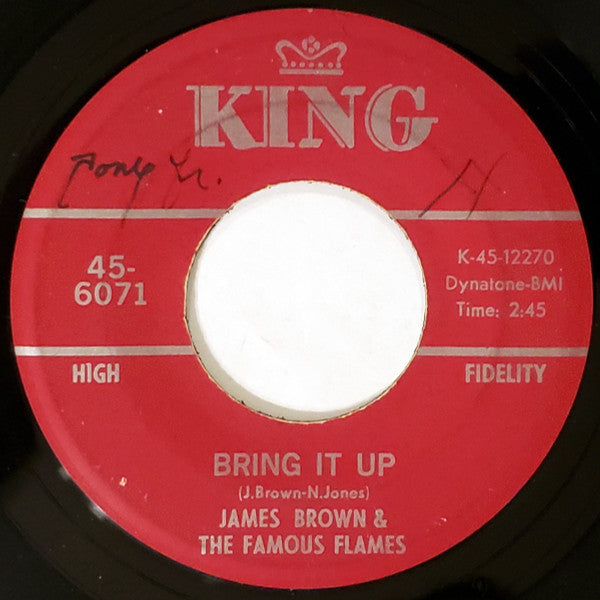 KING
45-
6071
K-45-12270
Dynatone-BMI
Time: 2:45
HIGH
FIDELITY
BRING IT UP
(J.Brown-N.Jones)
JAMES BROWN &
THE FAMOUS FLAMES